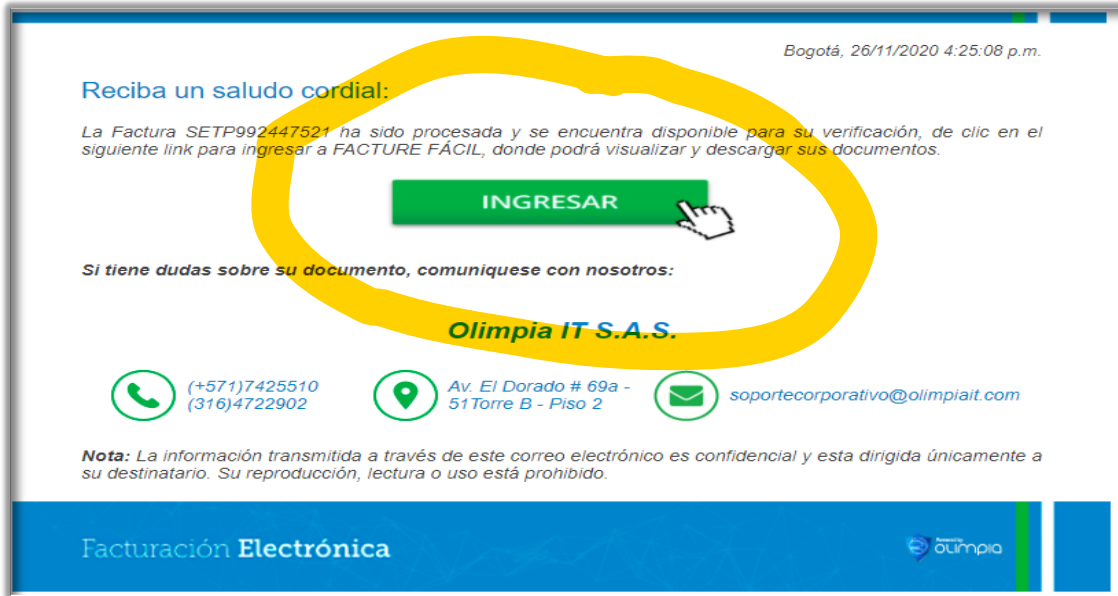 Bogotá, 26/11/2020 4:25:08 p.m.
Reciba un saludo cordial:
La Factura SETP992447521 ha sido procesada y se encuentra disponible para su verificación, de clic en el
siguiente link para ingresar a FACTURE FÁCIL, donde podrá visualizar y descargar sus documentos.
INGRESAR
Si tiene dudas sobre su documento, comuniquese con nosotros:
Olimpia IT S.A.S.
(+571)7425510
(316)4722902
Av. El Dorado # 69a -
51Torre B - Piso 2
soportecorporativo@olimpiait.com
Nota: La información transmitida a través de este correo electrónico es confidencial y esta dirigida únicamente a
su destinatario. Su reproducción, lectura o uso está prohibido.
Facturación Electrónica
Powered by
OLIMPIA